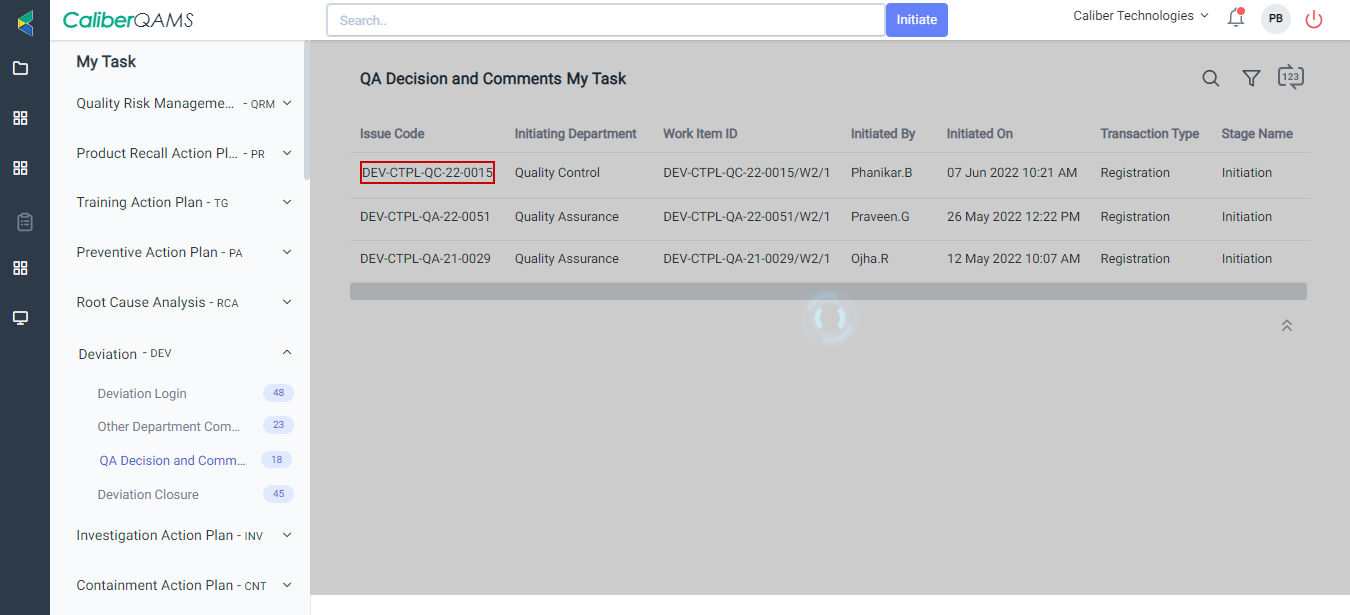 CaliberQAMS
Search..
Initiate
Caliber Technologies
PB
My Task
Quality Risk Manageme... - QRM
Product Recall Action Pl... - PR
Training Action Plan - TG
Preventive Action Plan - PA
Root Cause Analysis - RCA
Deviation - DEV
Deviation Login 48
Other Department Com... 23
QA Decision and Comm... 18
Deviation Closure 45
Investigation Action Plan - INV
Containment Action Plan - CNT
QA Decision and Comments My Task
123
Issue Code Initiating Department Work Item ID Initiated By Initiated On Transaction Type Stage Name
DEV-CTPL-QC-22-0015 Quality Control DEV-CTPL-QC-22-0015/W2/1 Phanikar.B 07 Jun 2022 10:21 AM Registration Initiation
DEV-CTPL-QA-22-0051 Quality Assurance DEV-CTPL-QA-22-0051/W2/1 Praveen.G 26 May 2022 12:22 PM Registration Initiation
DEV-CTPL-QA-21-0029 Quality Assurance DEV-CTPL-QA-21-0029/W2/1 Ojha.R 12 May 2022 10:07 AM Registration Initiation